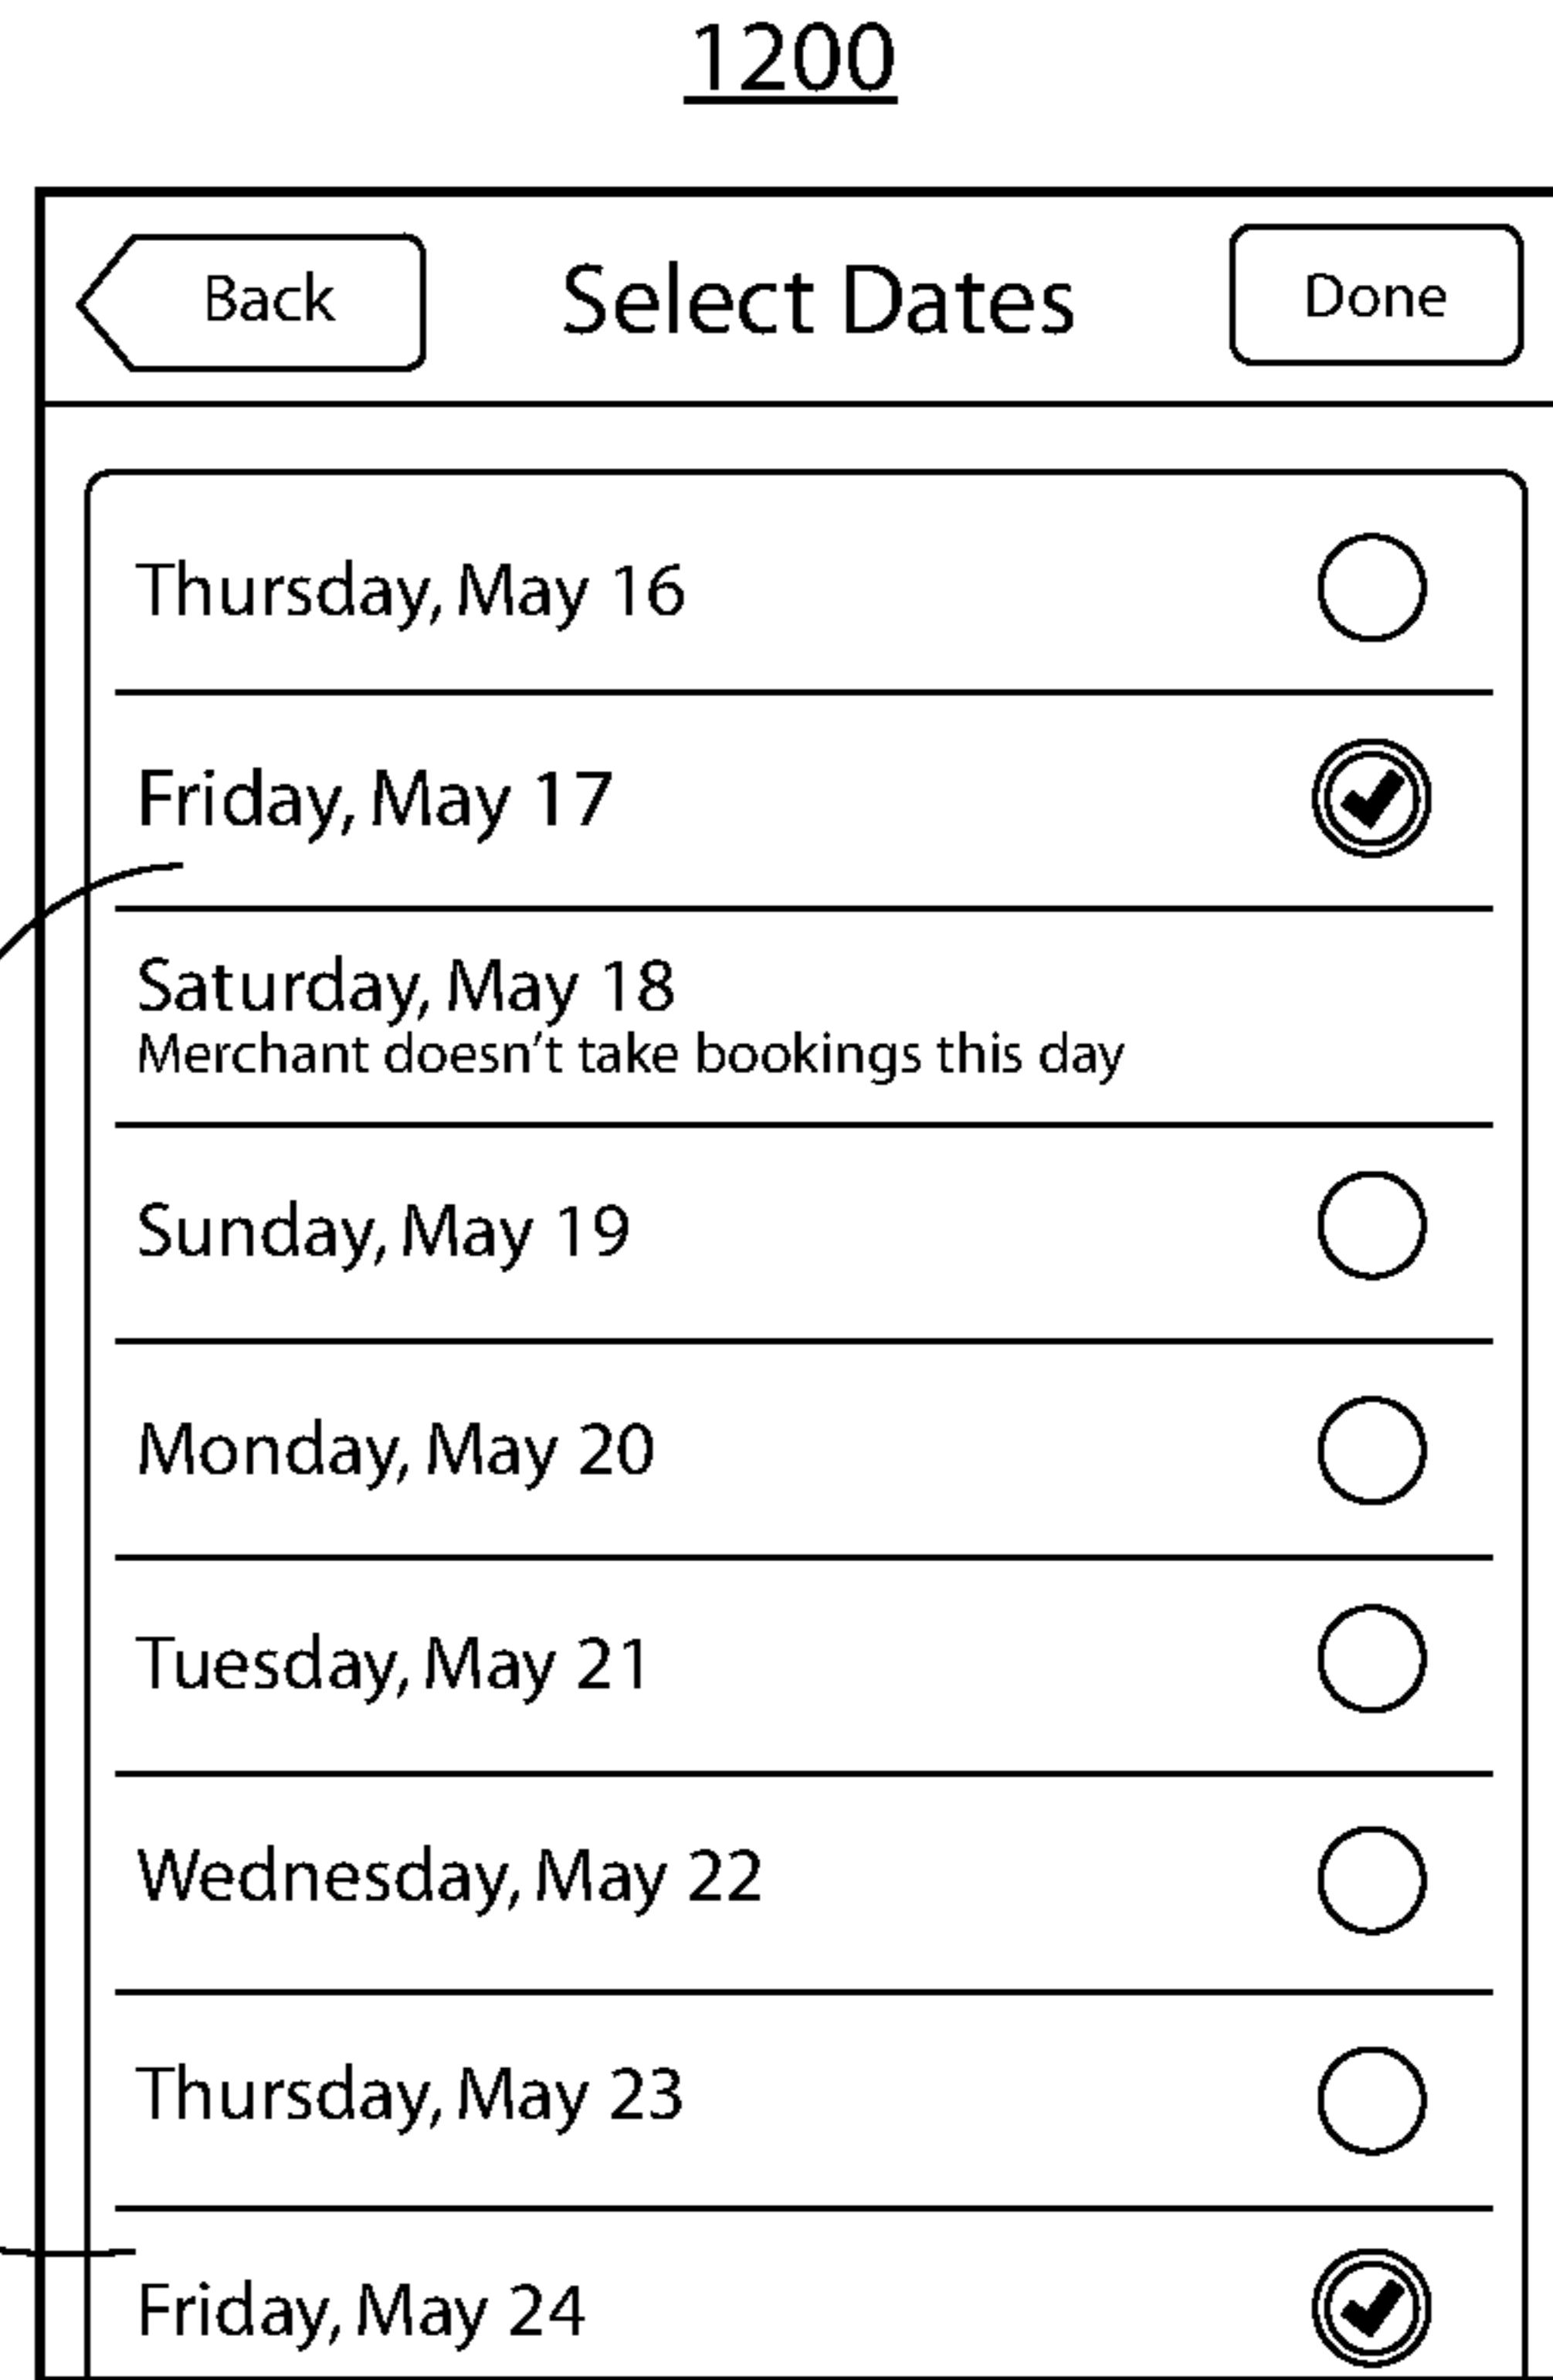 1200
Back Select Dates Done
Thursday, May 16
Friday, May 17
Saturday, May 18
Merchant doesn't take bookings this day
Sunday, May 19
Monday, May 20
Tuesday, May 21
Wednesday, May 22
Thursday, May 23
Friday, May 24